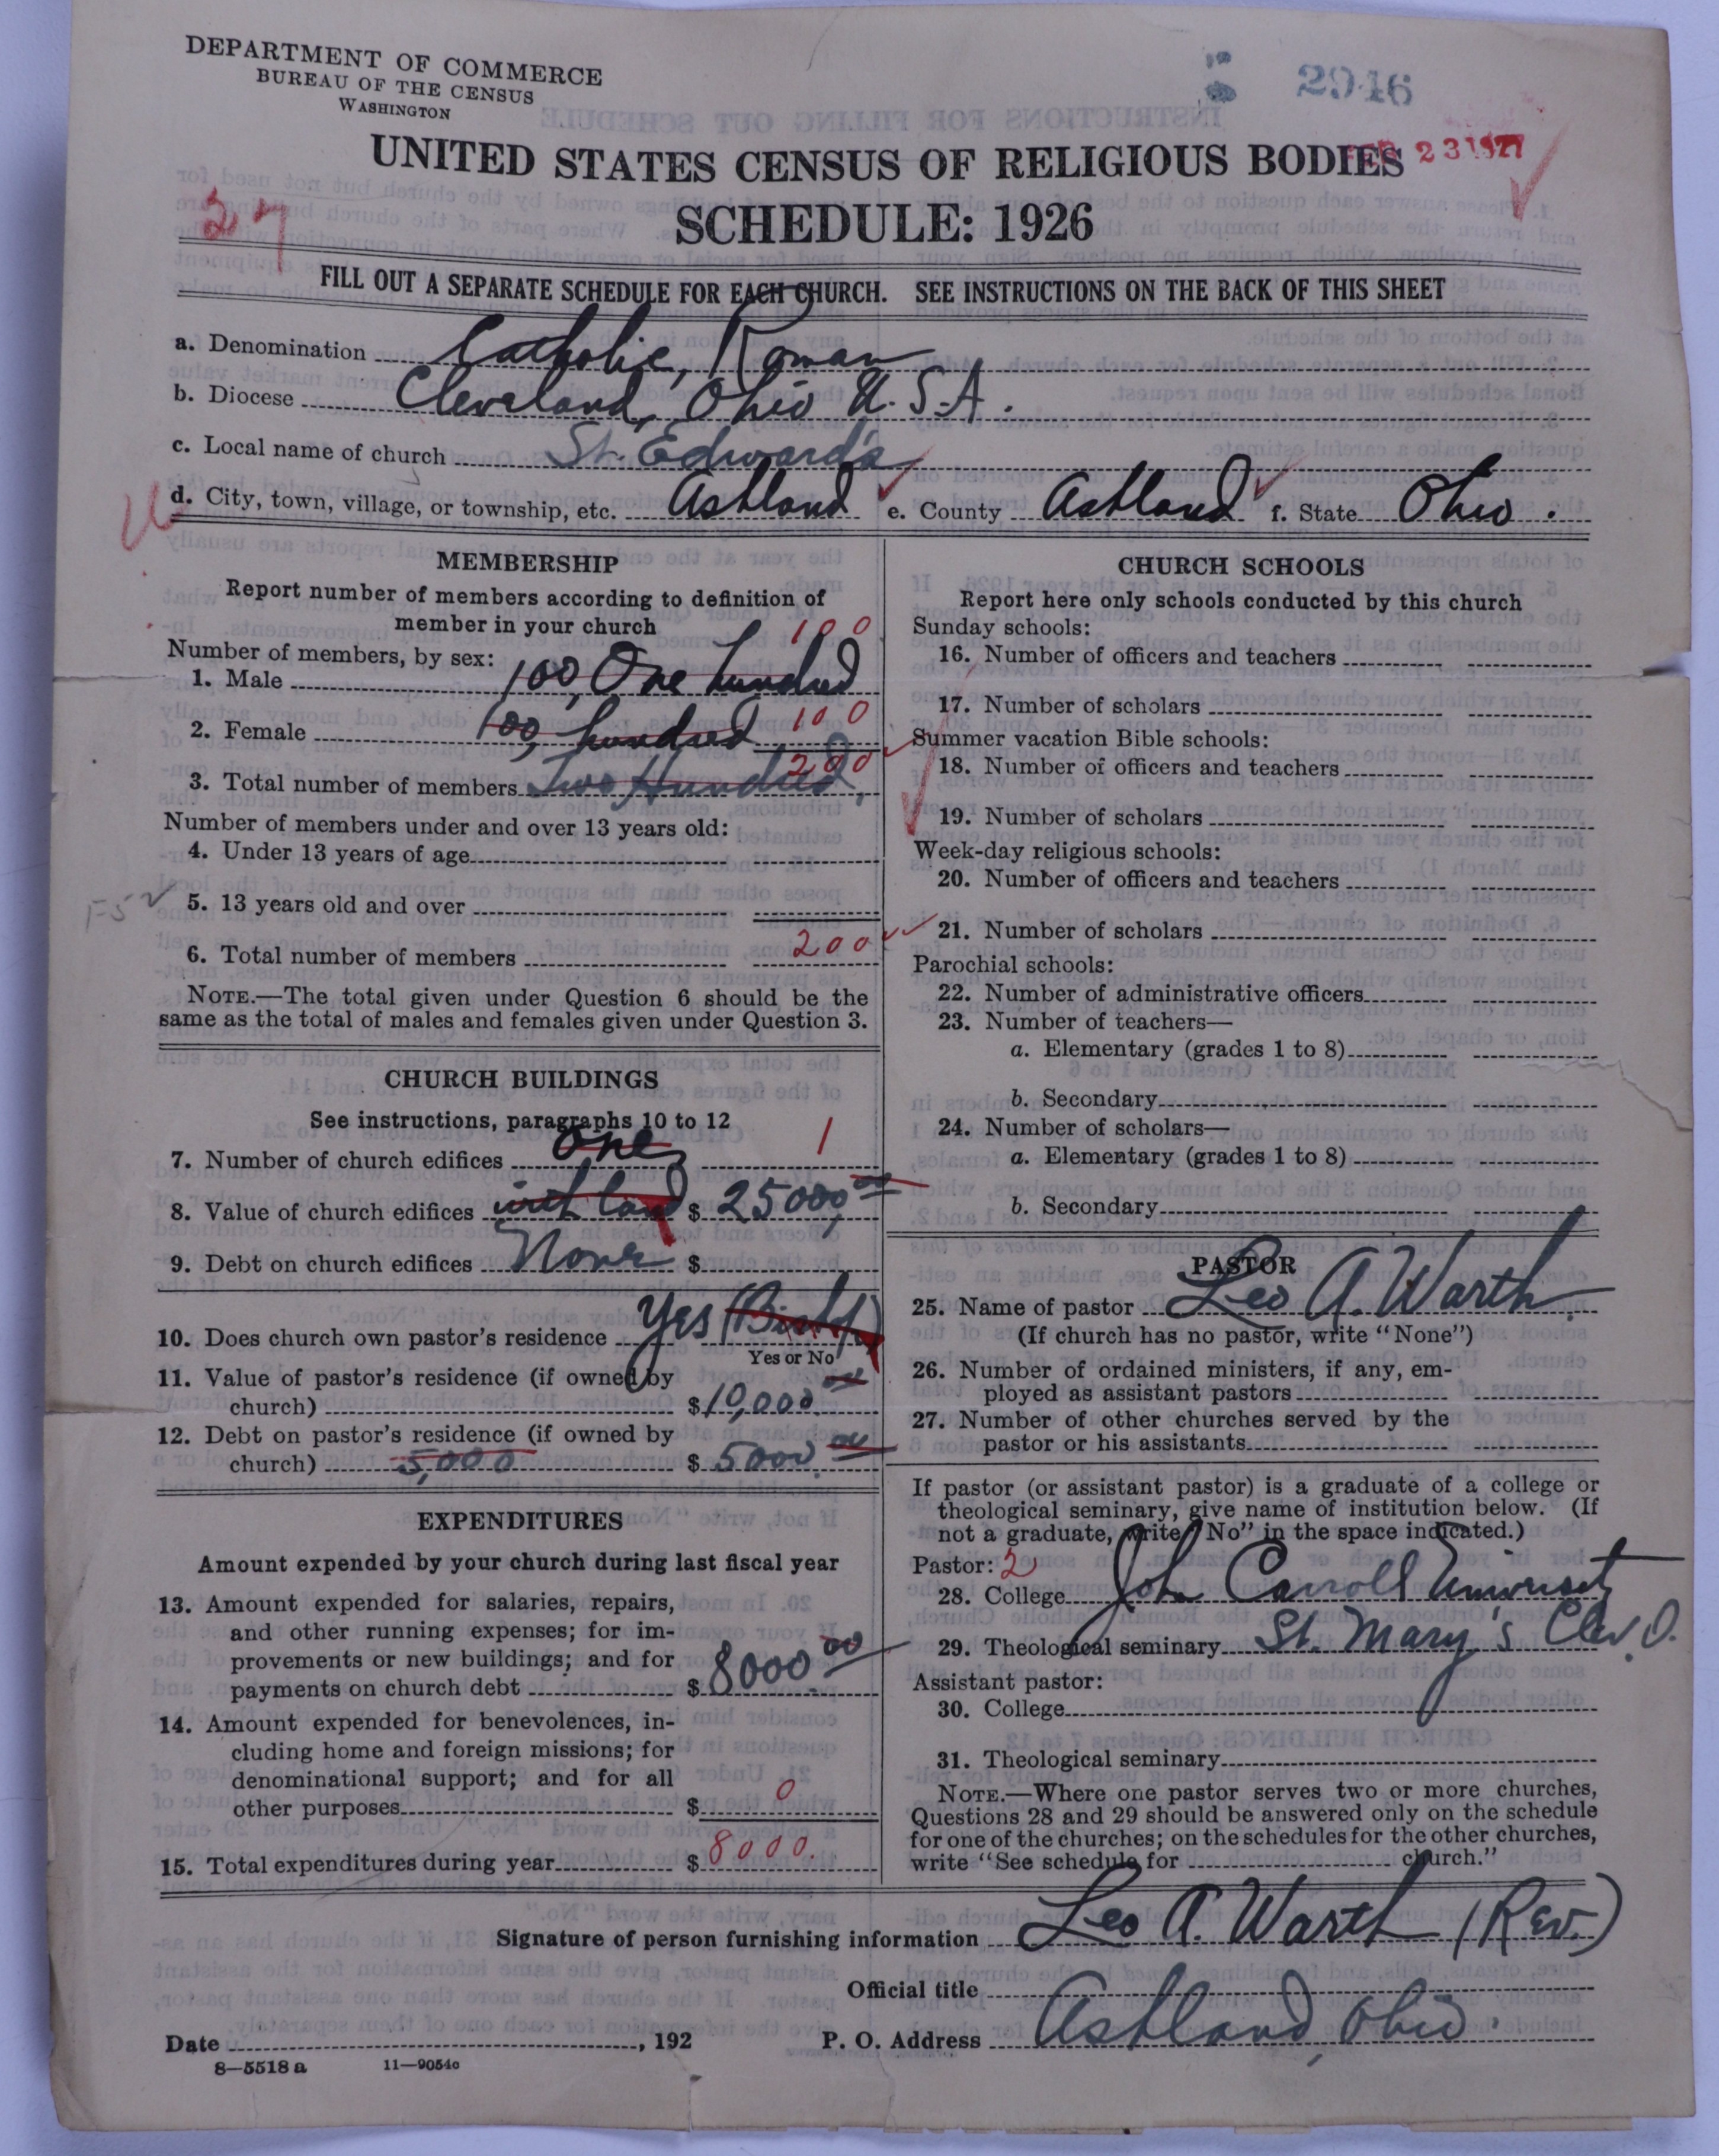 DEPARTMENT OF COMMERCE
BUREAU OF THE CENSUS
WASHINGTON
2946
UNITED STATES CENSUS OF RELIGIOUS BODIES
FEB 23 1927
SCHEDULE: 1926
27
FILL OUT A SEPARATE SCHEDULE FOR EACH CHURCH. SEE INSTRUCTIONS ON THE BACK OF THIS SHEET
a. Denomination Catholic, Roman
b. Diocese Cleveland, Ohio U.S.A.
c. Local name of church St. Edward's
d. City, town, village, or township, etc. Ashland e. County Ashland f. State Ohio.
MEMBERSHIP
Report number of members according to definition of
member in your church
Number of members, by sex:
1. Male 100, One hundred 100
2. Female 100, hundred 100
3. Total number of members Two Hundred, 200
Number of members under and over 13 years old:
4. Under 13 years of age
5. 13 years old and over
6. Total number of members 200
NOTE.—The total given under Question 6 should be the
same as the total of males and females given under Question 3.
CHURCH BUILDINGS
See instructions, paragraphs 10 to 12
7. Number of church edifices one 1
8. Value of church edifices with land $ 25000,00
9. Debt on church edifices None $
10. Does church own pastor's residence Yes
Yes or No
11. Value of pastor's residence (if owned by
church) $ 10,000.00
12. Debt on pastor's residence (if owned by
church) 5,000 $ 5000.00
EXPENDITURES
Amount expended by your church during last fiscal year
13. Amount expended for salaries, repairs,
and other running expenses; for im-
provements or new buildings; and for
payments on church debt $ 8000.00
14. Amount expended for benevolences, in-
cluding home and foreign missions; for
denominational support; and for all
other purposes $ 0
15. Total expenditures during year $ 8000.
CHURCH SCHOOLS
Report here only schools conducted by this church
Sunday schools:
16. Number of officers and teachers
17. Number of scholars
Summer vacation Bible schools:
18. Number of officers and teachers
19. Number of scholars
Week-day religious schools:
20. Number of officers and teachers
21. Number of scholars
Parochial schools:
22. Number of administrative officers
23. Number of teachers—
a. Elementary (grades 1 to 8)
b. Secondary
24. Number of scholars—
a. Elementary (grades 1 to 8)
b. Secondary
PASTOR
25. Name of pastor Leo A. Warth
(If church has no pastor, write "None")
26. Number of ordained ministers, if any, em-
ployed as assistant pastors
27. Number of other churches served by the
pastor or his assistants
If pastor (or assistant pastor) is a graduate of a college or
theological seminary, give name of institution below. (If
not a graduate, write "No" in the space indicated.)
Pastor: 2
28. College John Carroll University
29. Theological seminary St. Mary's Clev. O.
Assistant pastor:
30. College
31. Theological seminary
NOTE.—Where one pastor serves two or more churches,
Questions 28 and 29 should be answered only on the schedule
for one of the churches; on the schedules for the other churches,
write "See schedule for church."
Signature of person furnishing information Leo A. Warth (Rev.)
Official title
Date , 192 P. O. Address Ashland, Ohio.
8—5518 a 11—9054c